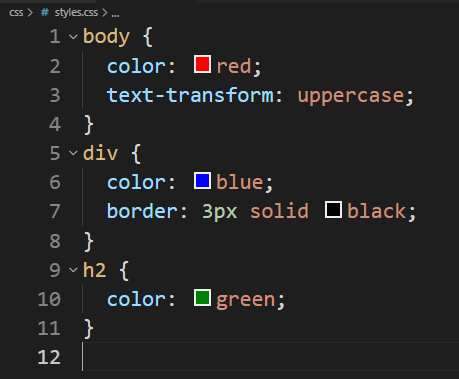 css > # styles.css > ...
1 body {
2   color: red;
3   text-transform: uppercase;
4 }
5 div {
6   color: blue;
7   border: 3px solid black;
8 }
9 h2 {
10   color: green;
11 }
12